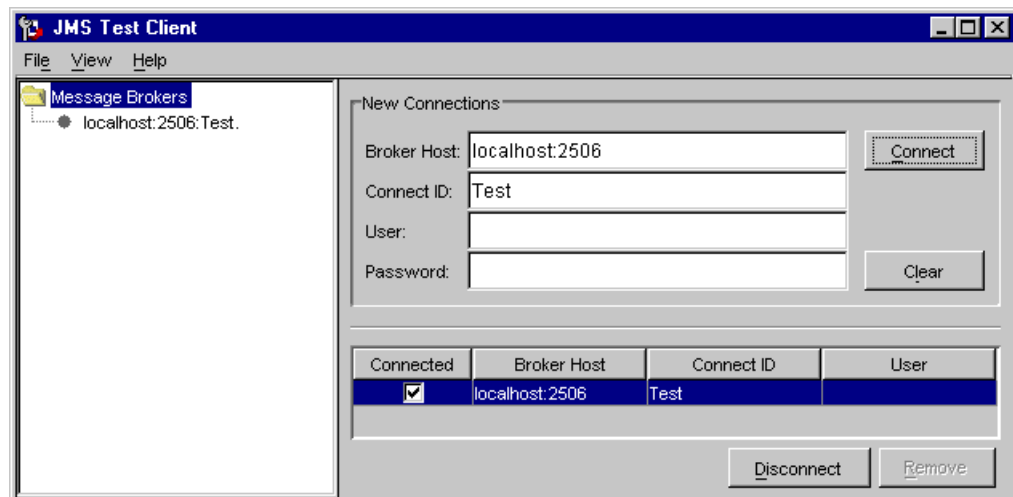 JMS Test Client
File View Help
Message Brokers
localhost:2506:Test.
New Connections
Broker Host: localhost:2506 Connect
Connect ID: Test
User:
Password: Clear
Connected Broker Host Connect ID User
localhost:2506 Test
Disconnect Remove